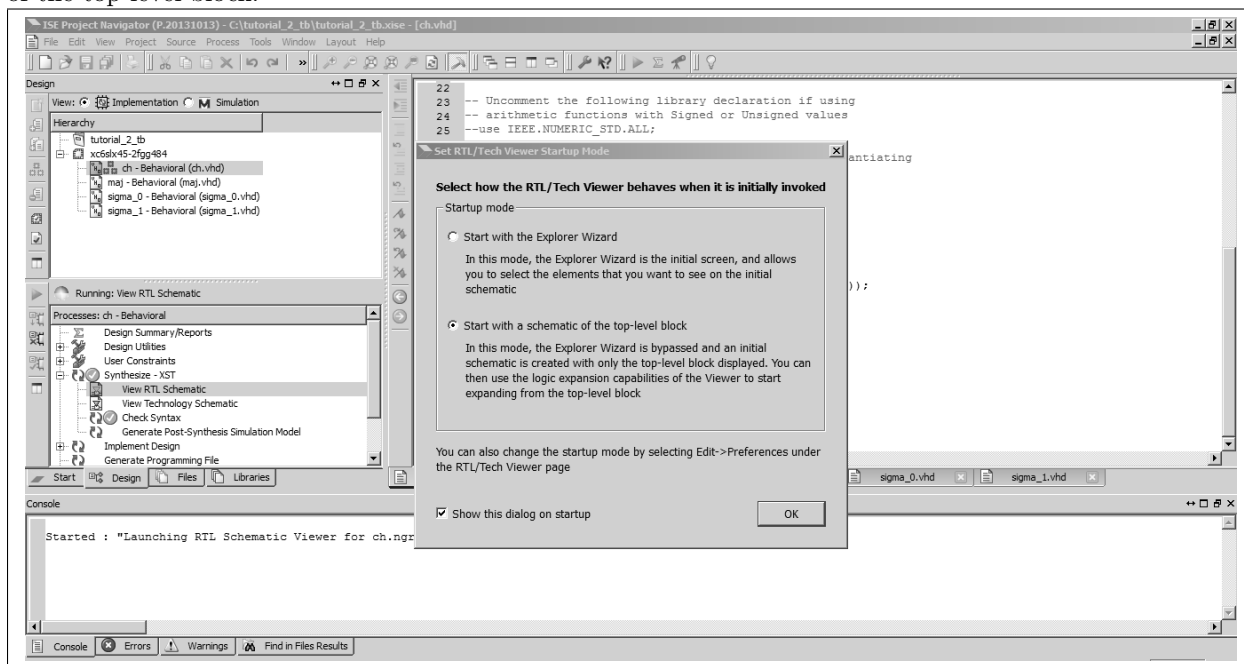 of the top-level block.
ISE Project Navigator (P.20131013) - C:\tutorial_2_tb\tutorial_2_tb.xise - [ch.vhd]
File Edit View Project Source Process Tools Window Layout Help
Design
View: Implementation Simulation
Hierarchy
tutorial_2_tb
xc6slx45-2fgg484
ch - Behavioral (ch.vhd)
maj - Behavioral (maj.vhd)
sigma_0 - Behavioral (sigma_0.vhd)
sigma_1 - Behavioral (sigma_1.vhd)
Running: View RTL Schematic
Processes: ch - Behavioral
Design Summary/Reports
Design Utilities
User Constraints
Synthesize - XST
View RTL Schematic
View Technology Schematic
Check Syntax
Generate Post-Synthesis Simulation Model
Implement Design
Generate Programming File
Start Design Files Libraries
22
23 -- Uncomment the following library declaration if using
24 -- arithmetic functions with Signed or Unsigned values
25 --use IEEE.NUMERIC_STD.ALL;
antiating
));
Set RTL/Tech Viewer Startup Mode
Select how the RTL/Tech Viewer behaves when it is initially invoked
Startup mode
Start with the Explorer Wizard
In this mode, the Explorer Wizard is the initial screen, and allows
you to select the elements that you want to see on the initial
schematic
Start with a schematic of the top-level block
In this mode, the Explorer Wizard is bypassed and an initial
schematic is created with only the top-level block displayed. You can
then use the logic expansion capabilities of the Viewer to start
expanding from the top-level block
You can also change the startup mode by selecting Edit->Preferences under
the RTL/Tech Viewer page
Show this dialog on startup
OK
sigma_0.vhd sigma_1.vhd
Console
Started : "Launching RTL Schematic Viewer for ch.ngr
Console Errors Warnings Find in Files Results